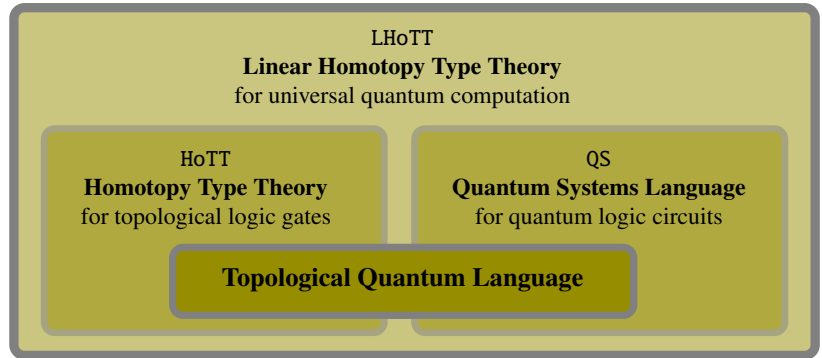 LHoTT
Linear Homotopy Type Theory
for universal quantum computation
HoTT
Homotopy Type Theory
for topological logic gates
QS
Quantum Systems Language
for quantum logic circuits
Topological Quantum Language